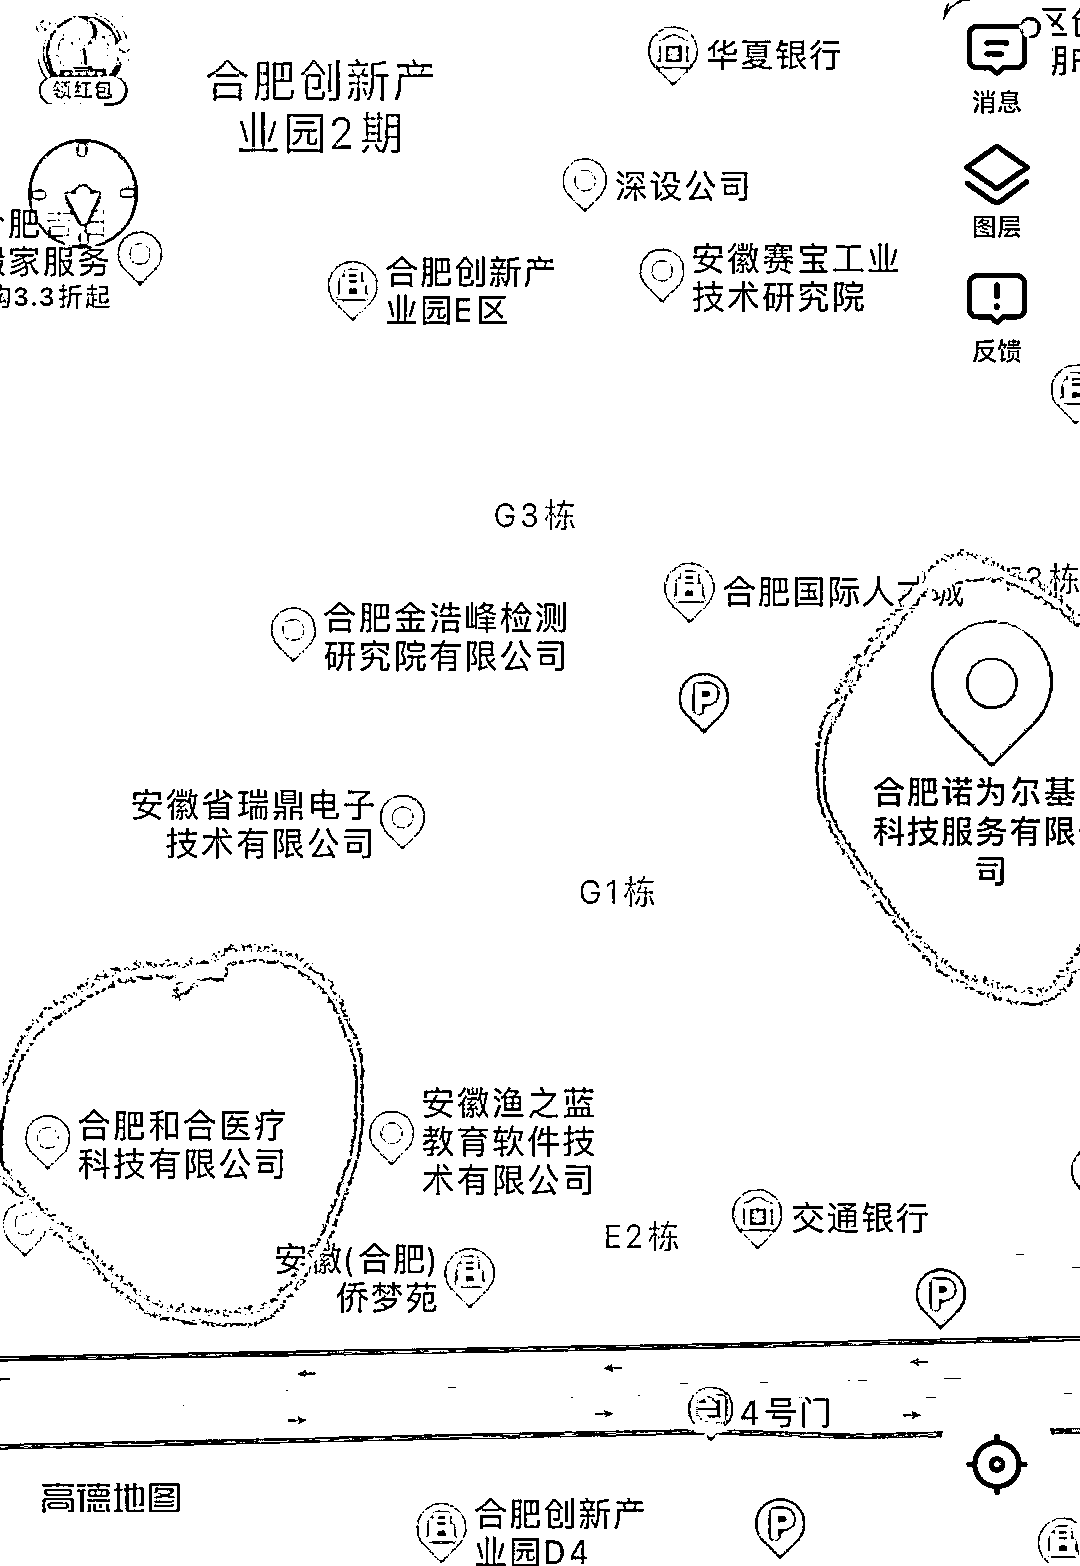 领红包
合肥创新产
业园2期
华夏银行
消息
深设公司
图层
家服务
3.3折起
合肥创新产
业园E区
安徽赛宝工业
技术研究院
反馈
G3栋
合肥国际人才城
3栋
合肥金浩峰检测
研究院有限公司
P
合肥诺为尔基
科技服务有限
司
安徽省瑞鼎电子
技术有限公司
G1栋
合肥和合医疗
科技有限公司
安徽渔之蓝
教育软件技
术有限公司
交通银行
E2栋
安徽(合肥)
侨梦苑
P
4号门
高德地图
合肥创新产
业园D4
P